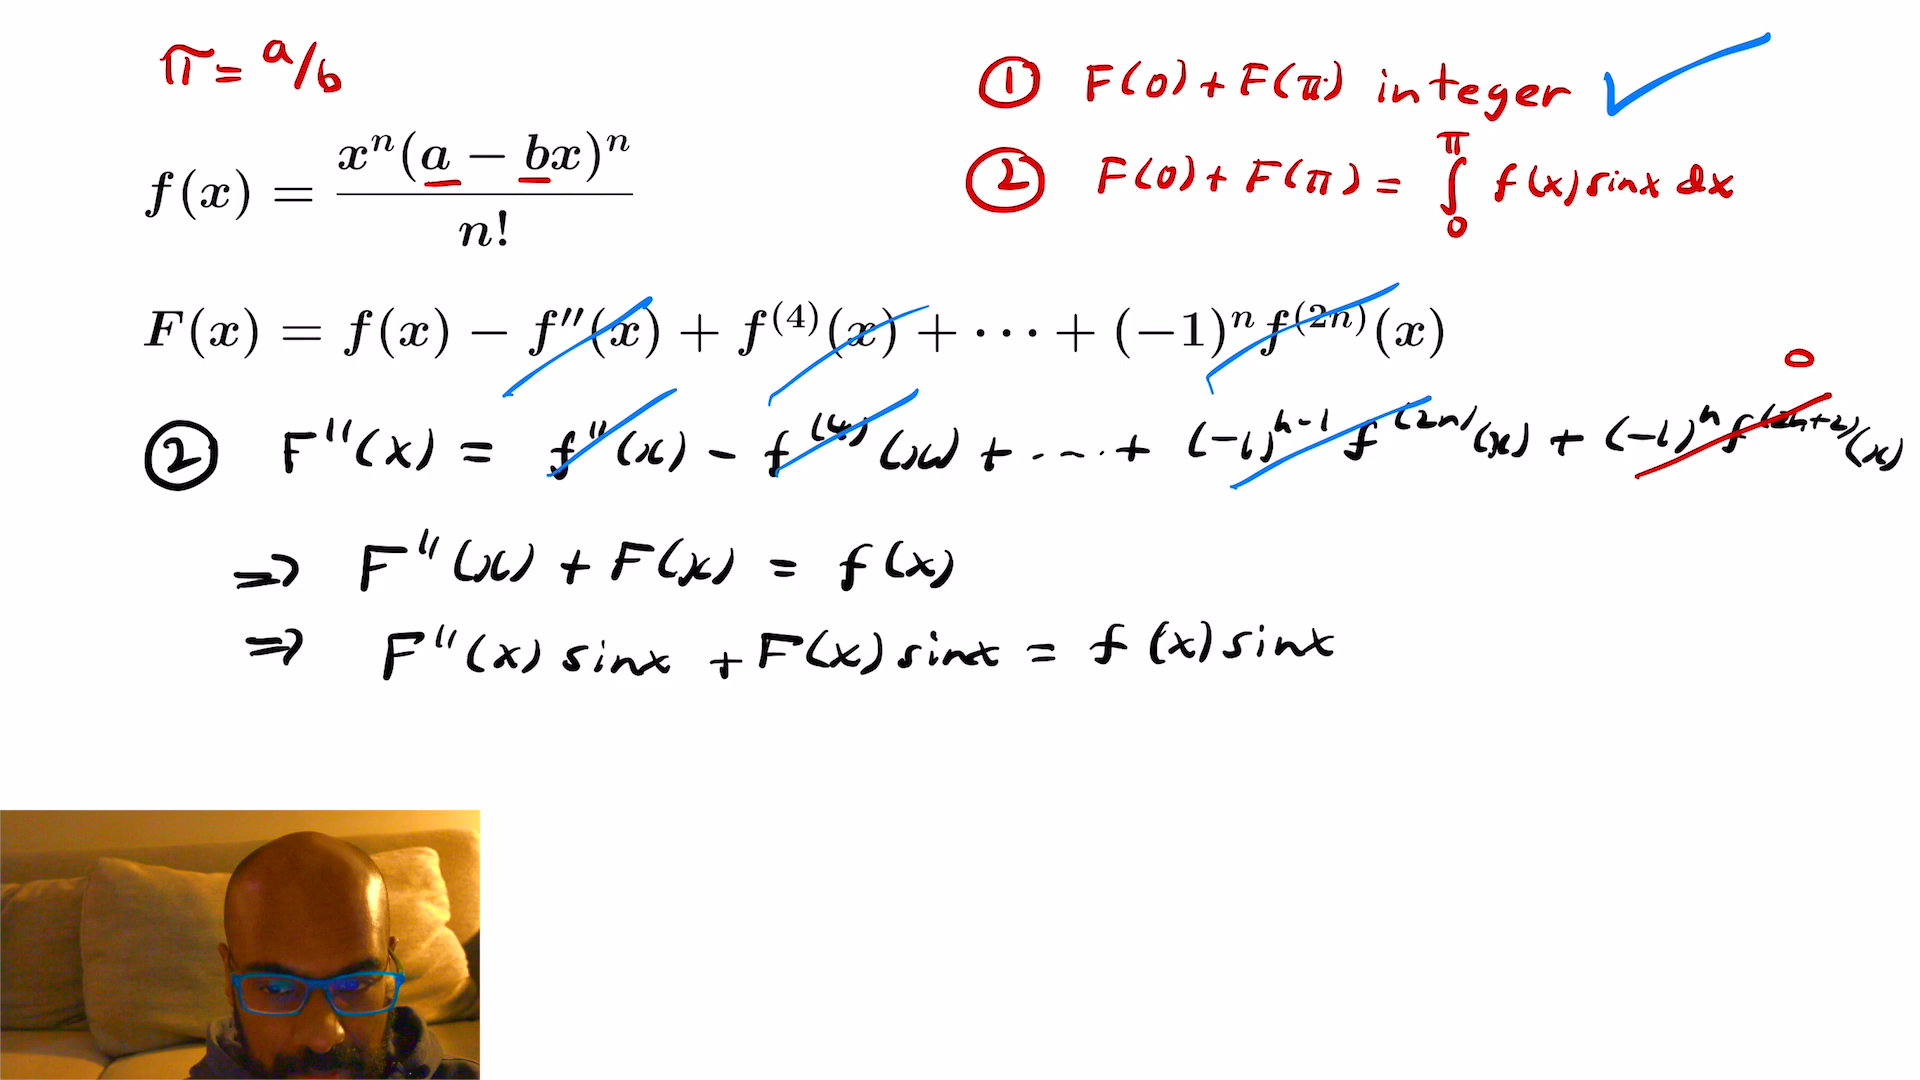 π = a/b
① F(0) + F(π) integer
f(x) = xⁿ(a − bx)ⁿ / n!
② F(0) + F(π) = ∫₀^π f(x) sinx dx
F(x) = f(x) − f''(x) + f⁽⁴⁾(x) + ··· + (−1)ⁿ f⁽²ⁿ⁾(x)
0
② F''(x) = f''(x) − f⁽⁴⁾(x) + ···· + (−1)ⁿ⁻¹ f⁽²ⁿ⁾(x) + (−1)ⁿ f⁽²ⁿ⁺²⁾(x)
⇒ F''(x) + F(x) = f(x)
⇒ F''(x) sinx + F(x) sinx = f(x) sinx